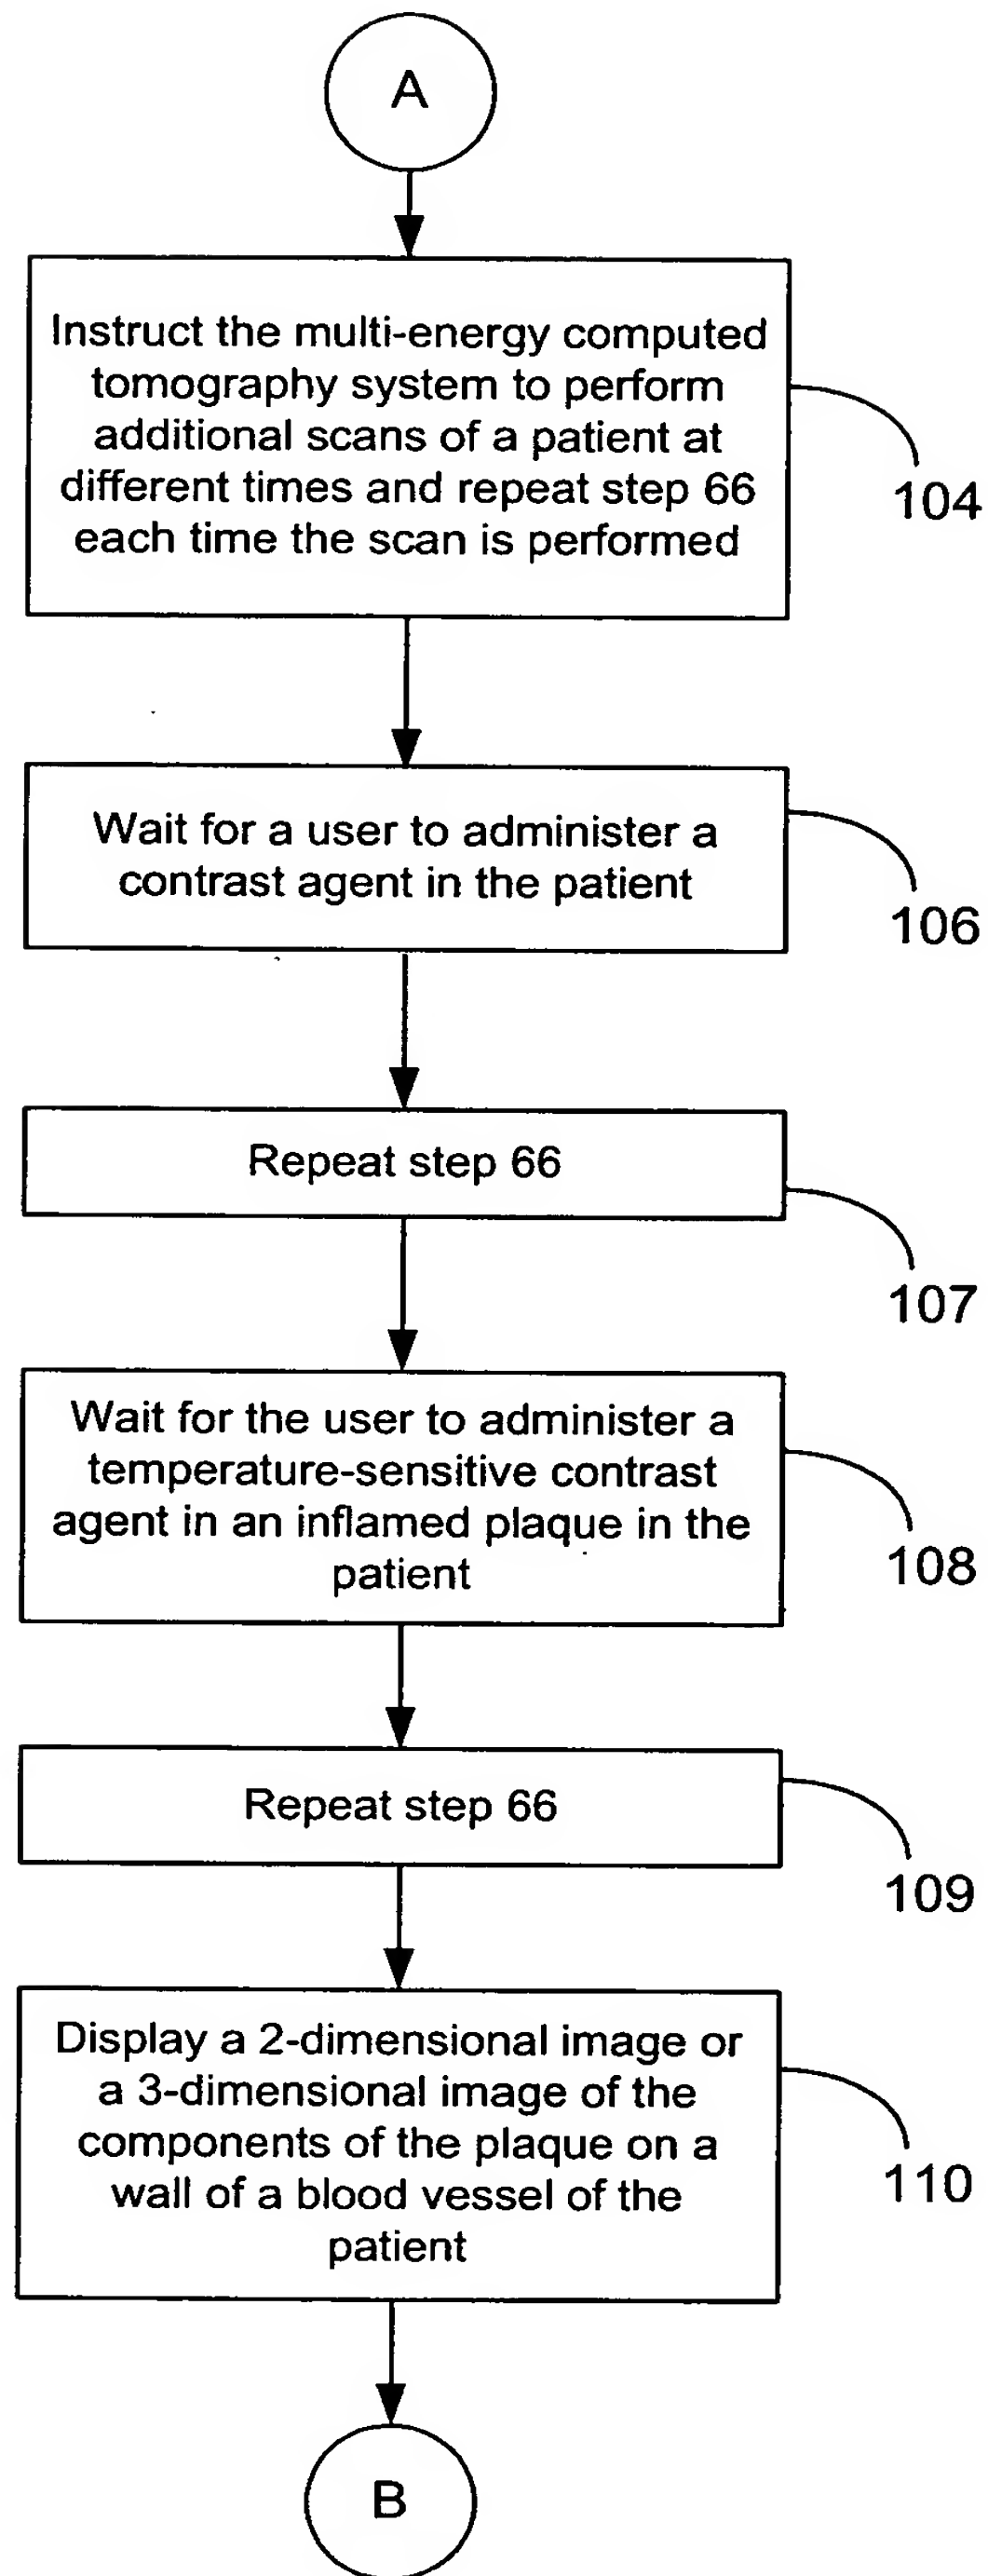 A
Instruct the multi-energy computed
tomography system to perform
additional scans of a patient at
different times and repeat step 66
each time the scan is performed
104
Wait for a user to administer a
contrast agent in the patient
106
Repeat step 66
107
Wait for the user to administer a
temperature-sensitive contrast
agent in an inflamed plaque in the
patient
108
Repeat step 66
109
Display a 2-dimensional image or
a 3-dimensional image of the
components of the plaque on a
wall of a blood vessel of the
patient
110
B